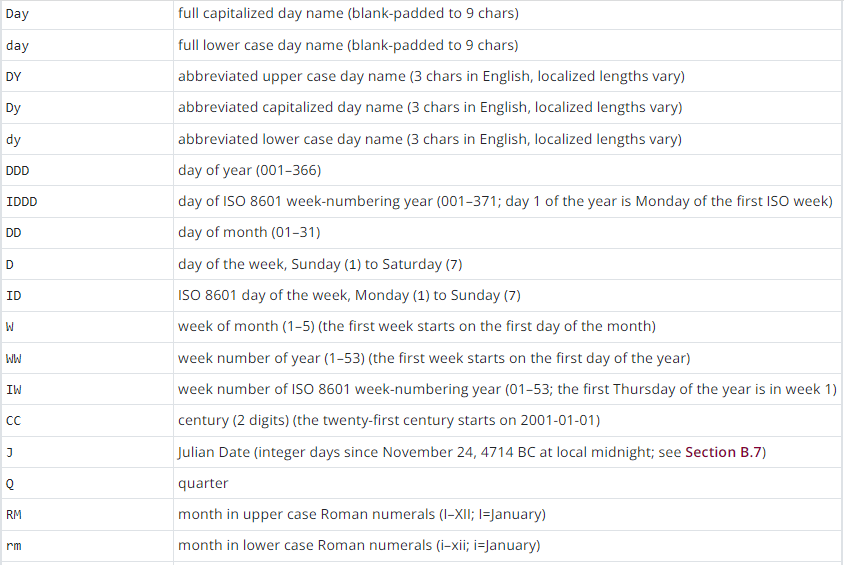 Day full capitalized day name (blank-padded to 9 chars)
day full lower case day name (blank-padded to 9 chars)
DY abbreviated upper case day name (3 chars in English, localized lengths vary)
Dy abbreviated capitalized day name (3 chars in English, localized lengths vary)
dy abbreviated lower case day name (3 chars in English, localized lengths vary)
DDD day of year (001–366)
IDDD day of ISO 8601 week-numbering year (001–371; day 1 of the year is Monday of the first ISO week)
DD day of month (01–31)
D day of the week, Sunday (1) to Saturday (7)
ID ISO 8601 day of the week, Monday (1) to Sunday (7)
W week of month (1–5) (the first week starts on the first day of the month)
WW week number of year (1–53) (the first week starts on the first day of the year)
IW week number of ISO 8601 week-numbering year (01–53; the first Thursday of the year is in week 1)
CC century (2 digits) (the twenty-first century starts on 2001-01-01)
J Julian Date (integer days since November 24, 4714 BC at local midnight; see Section B.7)
Q quarter
RM month in upper case Roman numerals (I–XII; I=January)
rm month in lower case Roman numerals (i–xii; i=January)